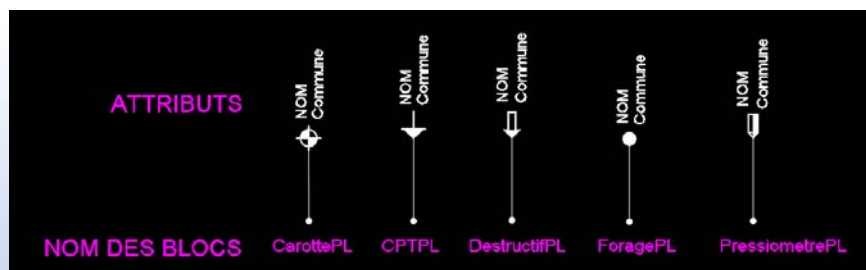 ATTRIBUTS
NOM
Commune
NOM
Commune
NOM
Commune
NOM
Commune
NOM
Commune
NOM DES BLOCS
CarottePL
CPTPL
DestructifPL
ForagePL
PressiometrePL